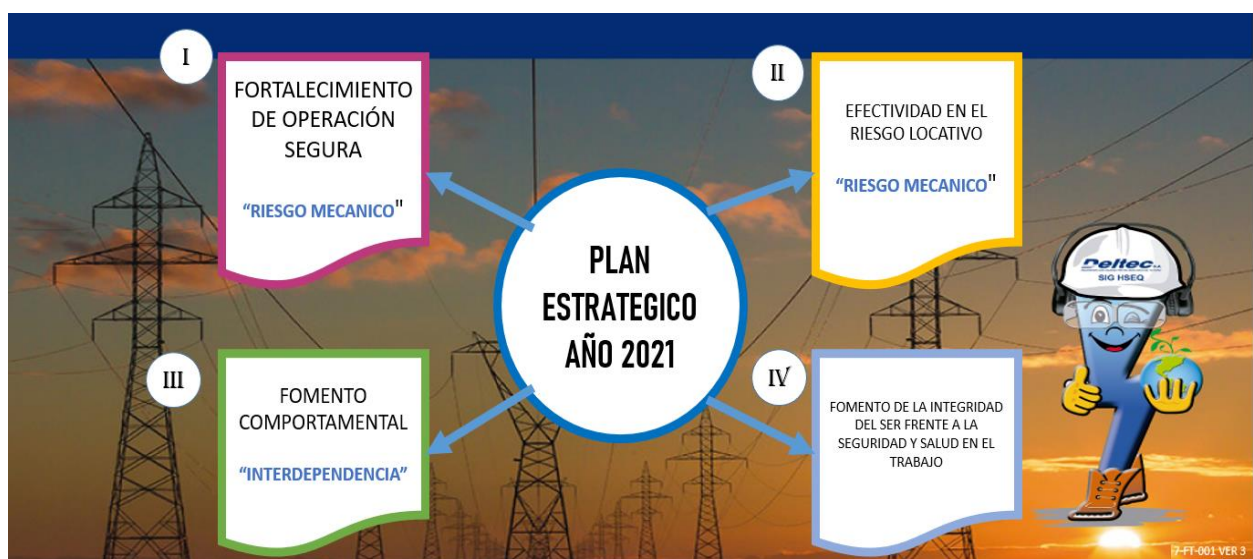 I
FORTALECIMIENTO
DE OPERACIÓN
SEGURA
“RIESGO MECANICO"
II
EFECTIVIDAD EN EL
RIESGO LOCATIVO
“RIESGO MECANICO"
PLAN
ESTRATEGICO
AÑO 2021
Deltec S.A.
SIG HSEQ
III
FOMENTO
COMPORTAMENTAL
“INTERDEPENDENCIA”
IV
FOMENTO DE LA INTEGRIDAD
DEL SER FRENTE A LA
SEGURIDAD Y SALUD EN EL
TRABAJO
7-FT-001 VER 3